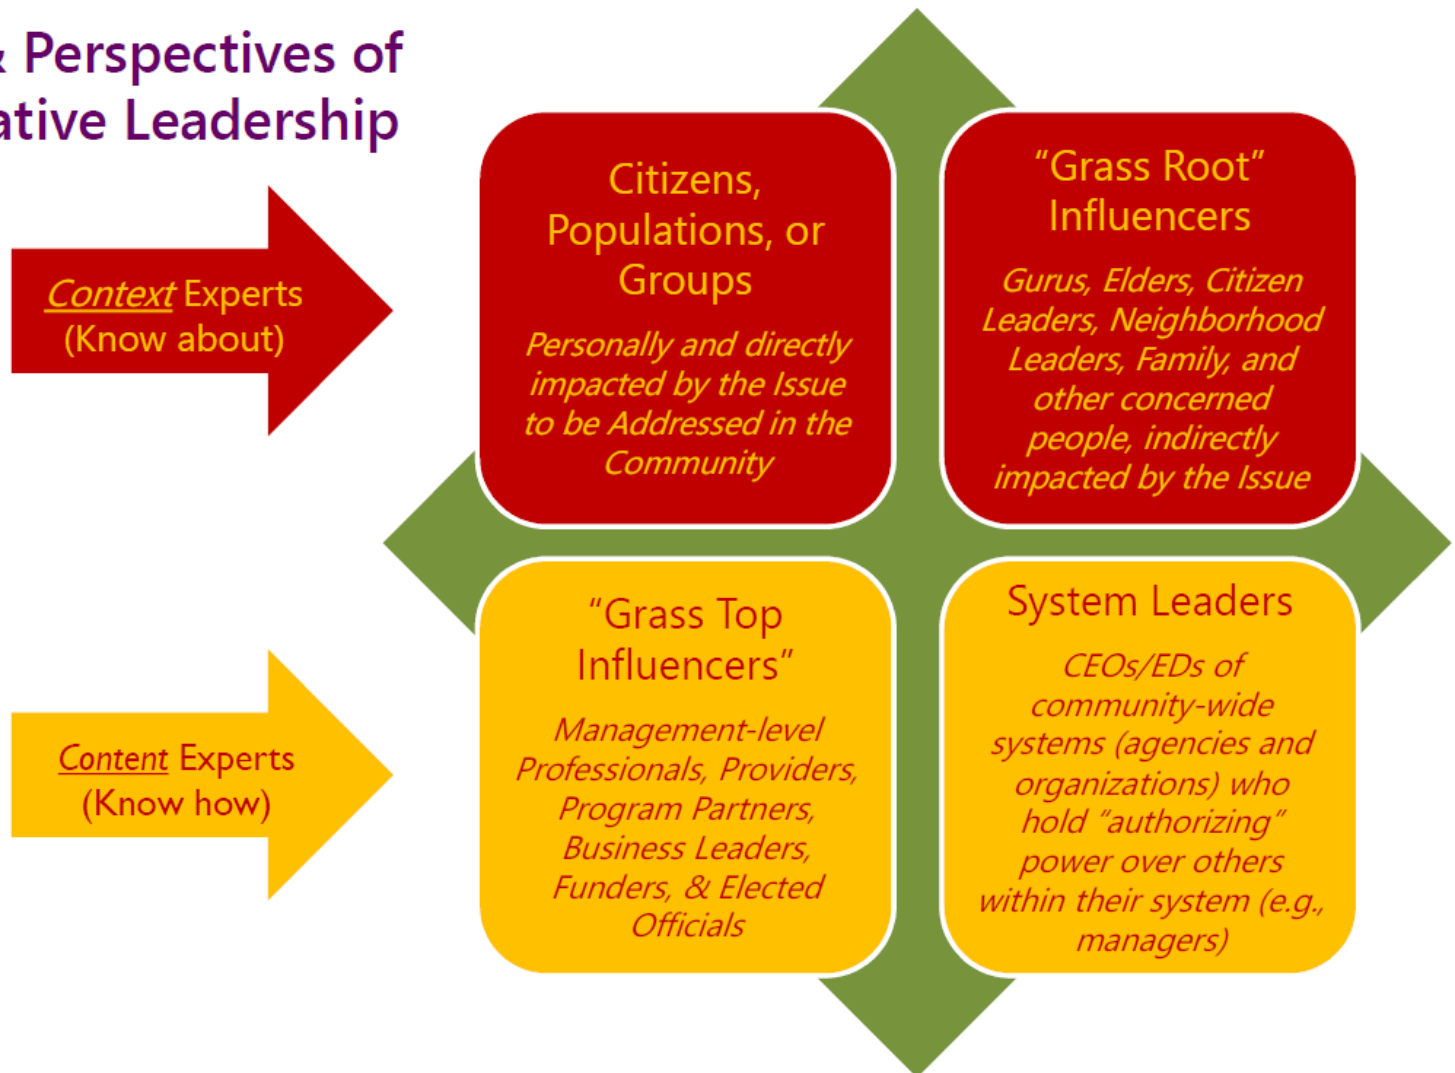 & Perspectives of
ative Leadership
Context Experts
(Know about)
Citizens,
Populations, or
Groups
Personally and directly
impacted by the Issue
to be Addressed in the
Community
“Grass Root”
Influencers
Gurus, Elders, Citizen
Leaders, Neighborhood
Leaders, Family, and
other concerned
people, indirectly
impacted by the Issue
Content Experts
(Know how)
“Grass Top
Influencers”
Management-level
Professionals, Providers,
Program Partners,
Business Leaders,
Funders, & Elected
Officials
System Leaders
CEOs/EDs of
community-wide
systems (agencies and
organizations) who
hold “authorizing”
power over others
within their system (e.g.,
managers)